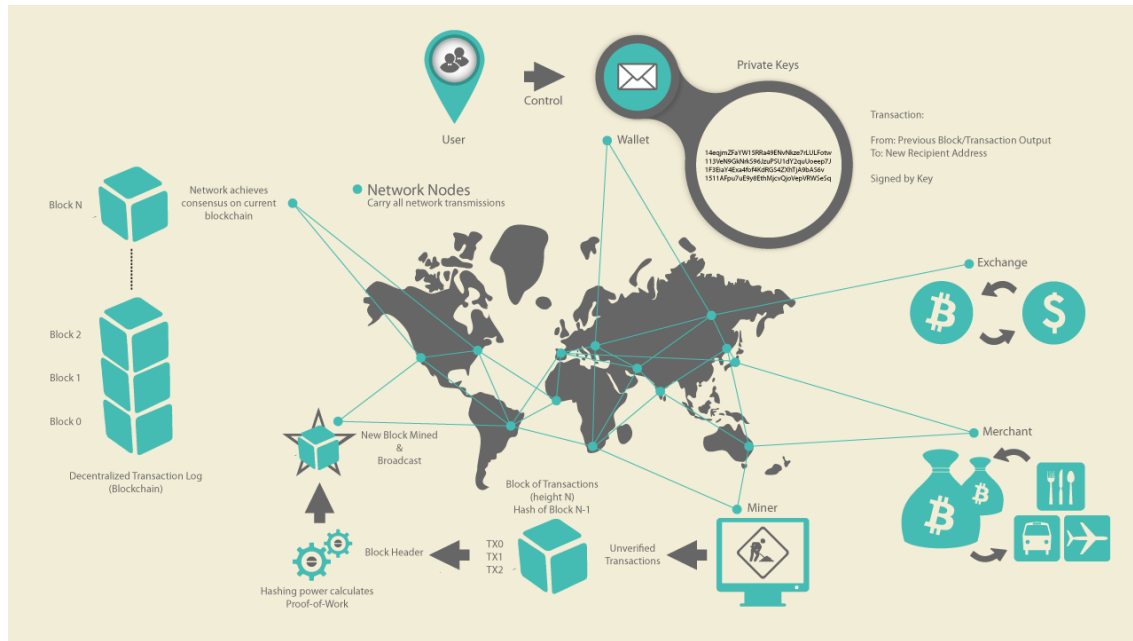 Private Keys
Control
User
Wallet
Transaction:
From: Previous Block/Transaction Output
To: New Recipient Address
Signed by Key
Block N
Network achieves
consensus on current
blockchain
Network Nodes
Carry all network transmissions
Exchange
Block 2
Block 1
Block 0
Decentralized Transaction Log
(Blockchain)
New Block Mined
&
Broadcast
Merchant
Block of Transactions
(height N)
Hash of Block N-1
Miner
TX0
TX1
TX2
Block Header
Unverified
Transactions
Hashing power calculates
Proof-of-Work